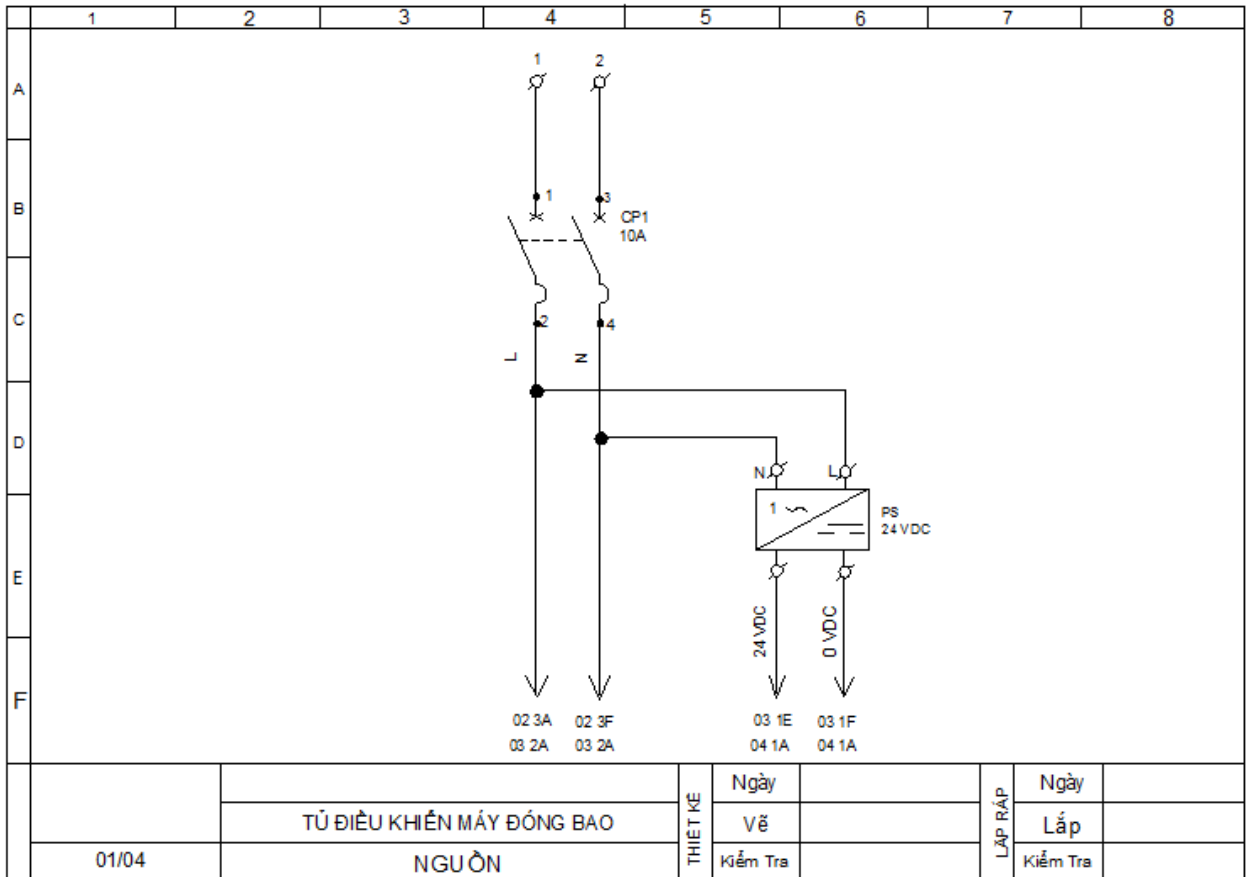 1 2 3 4 5 6 7 8
A
B
C
D
E
F
1 2
1 3
CP1
10A
2 4
L N
N L
1
PS
24 VDC
24 VDC 0 VDC
02 3A 02 3F 03 1E 03 1F
03 2A 03 2A 04 1A 04 1A
THIẾT KẾ Ngày LẮP RÁP Ngày
TỦ ĐIỀU KHIỂN MÁY ĐÓNG BAO Vẽ Lắp
01/04 NGUỒN Kiểm Tra Kiểm Tra